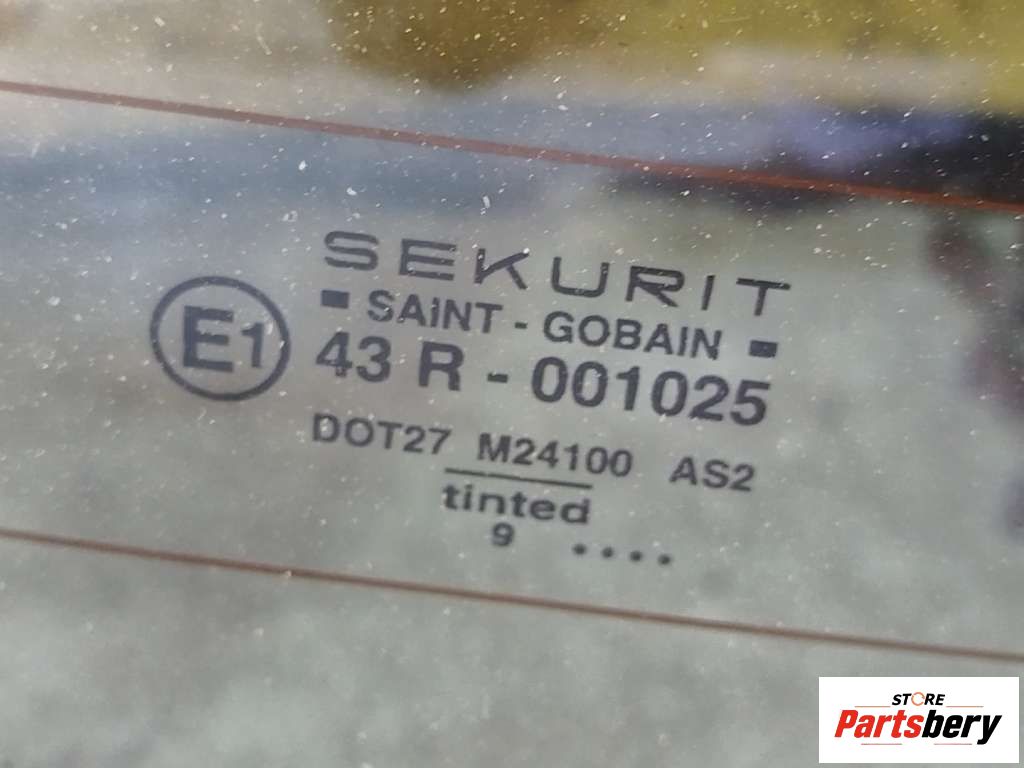 SEKURIT
SAINT - GOBAIN
E1 43 R - 001025
DOT27 M24100 AS2
tinted
9 ....
STORE
Partsbery